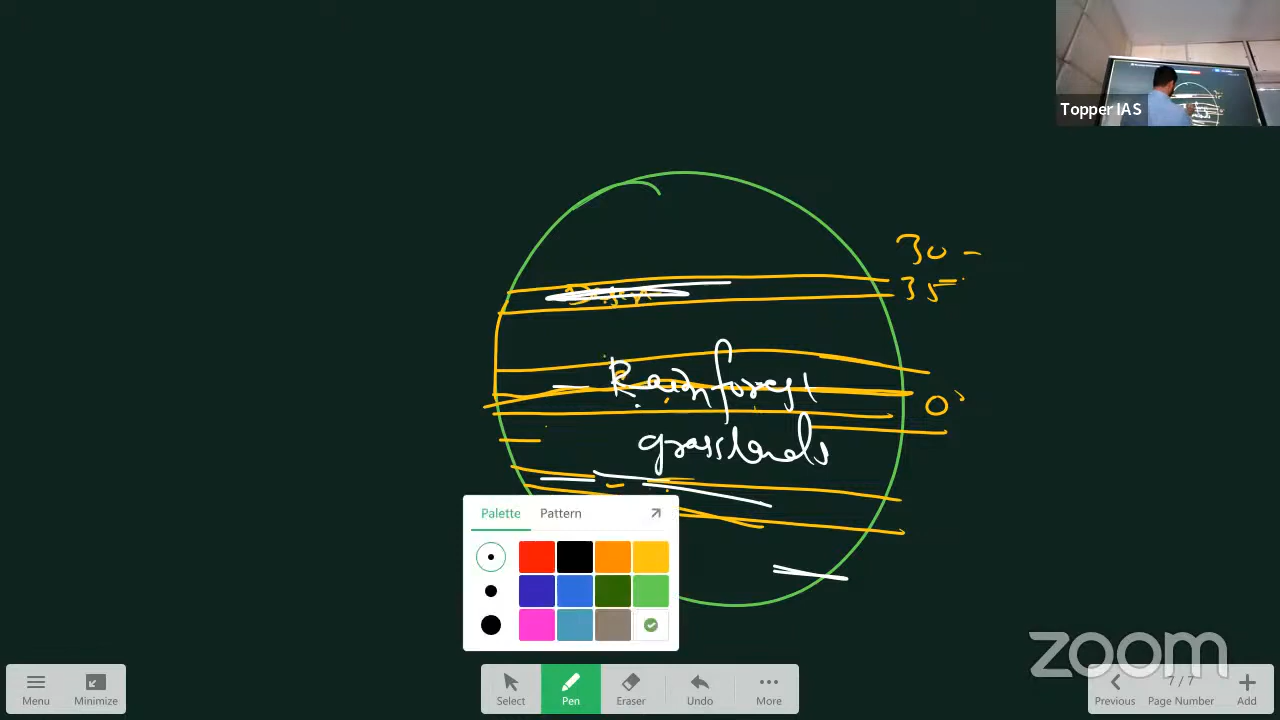 Topper IAS
30 -
35
Desert
0°
- Rainforest
grasslands
Palette Pattern
zoom
Menu Minimize Select Pen Eraser Undo More Previous 7/7 Page Number Add